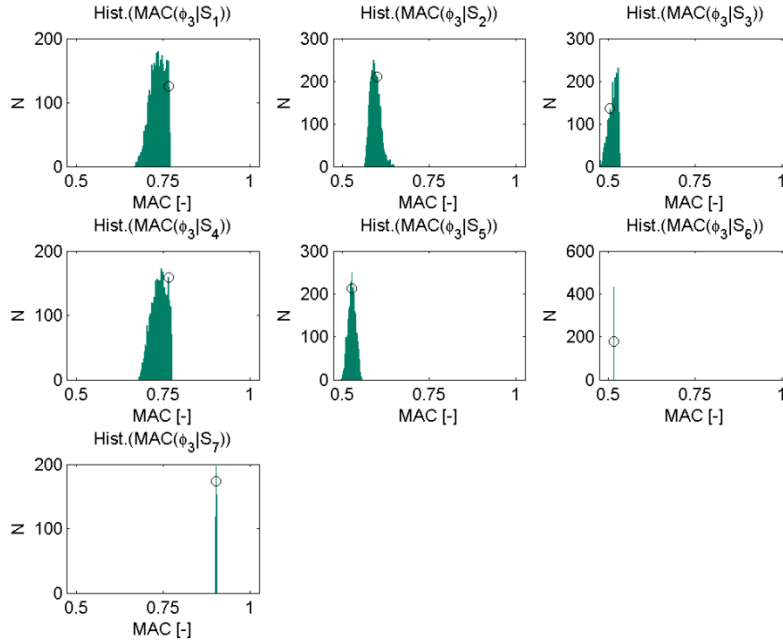 Hist.(MAC(ϕ3|S1))
200
100
0
N
0.5 0.75 1
MAC [-]
Hist.(MAC(ϕ3|S2))
300
200
100
0
N
0.5 0.75 1
MAC [-]
Hist.(MAC(ϕ3|S3))
300
200
100
0
N
0.5 0.75 1
MAC [-]
Hist.(MAC(ϕ3|S4))
200
100
0
N
0.5 0.75 1
MAC [-]
Hist.(MAC(ϕ3|S5))
300
200
100
0
N
0.5 0.75 1
MAC [-]
Hist.(MAC(ϕ3|S6))
600
400
200
0
N
0.5 0.75 1
MAC [-]
Hist.(MAC(ϕ3|S7))
200
100
0
N
0.5 0.75 1
MAC [-]